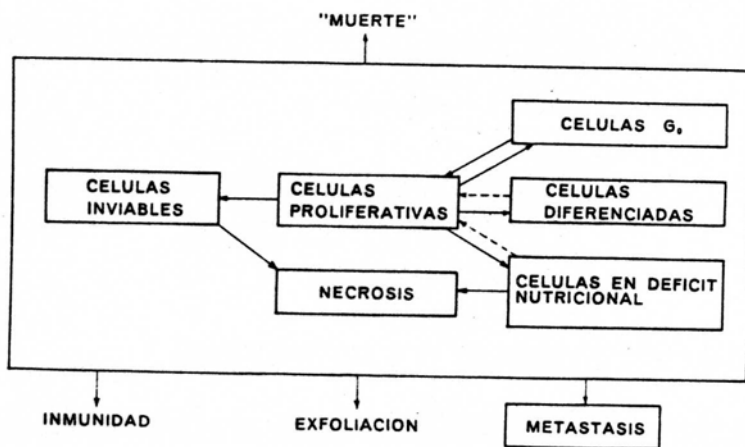 "MUERTE"
CELULAS G₀
CELULAS
INVIABLES
CELULAS
PROLIFERATIVAS
CELULAS
DIFERENCIADAS
NECROSIS
CELULAS EN DEFICIT
NUTRICIONAL
INMUNIDAD
EXFOLIACION
METASTASIS